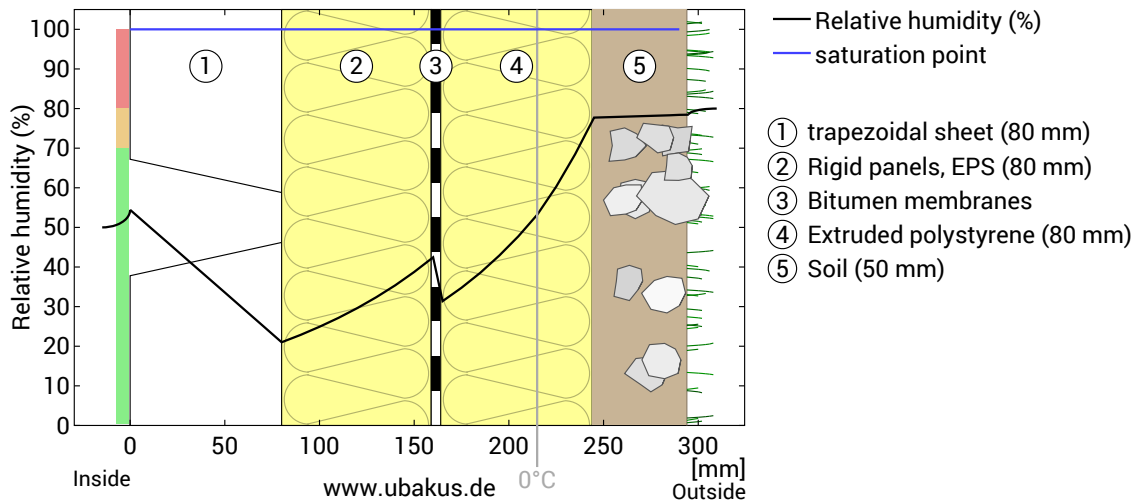 Relative humidity (%)
saturation point
1 trapezoidal sheet (80 mm)
2 Rigid panels, EPS (80 mm)
3 Bitumen membranes
4 Extruded polystyrene (80 mm)
5 Soil (50 mm)
Relative humidity (%)
100
90
80
70
60
50
40
30
20
10
0
1 2 3 4 5
0 50 100 150 200 250 300
[mm]
Inside
www.ubakus.de
0°C
Outside